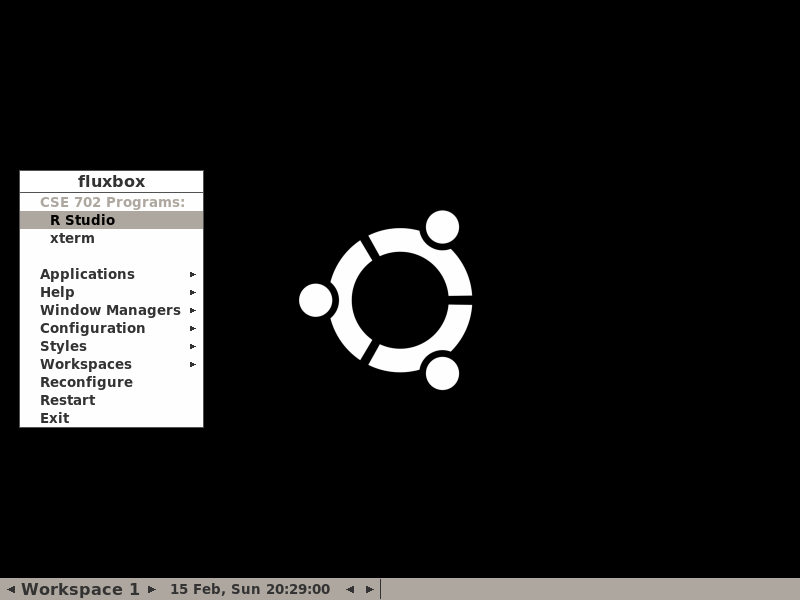 fluxbox
CSE 702 Programs:
R Studio
xterm
Applications
Help
Window Managers
Configuration
Styles
Workspaces
Reconfigure
Restart
Exit
Workspace 1 15 Feb, Sun 20:29:00